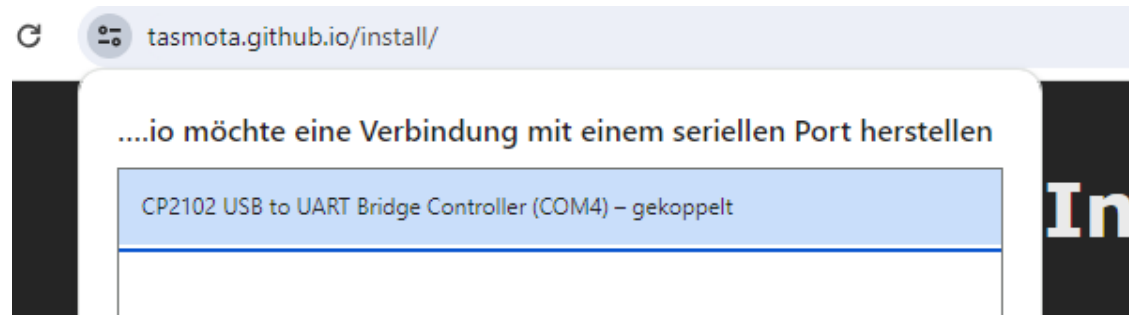 tasmota.github.io/install/
....io möchte eine Verbindung mit einem seriellen Port herstellen
CP2102 USB to UART Bridge Controller (COM4) – gekoppelt
In